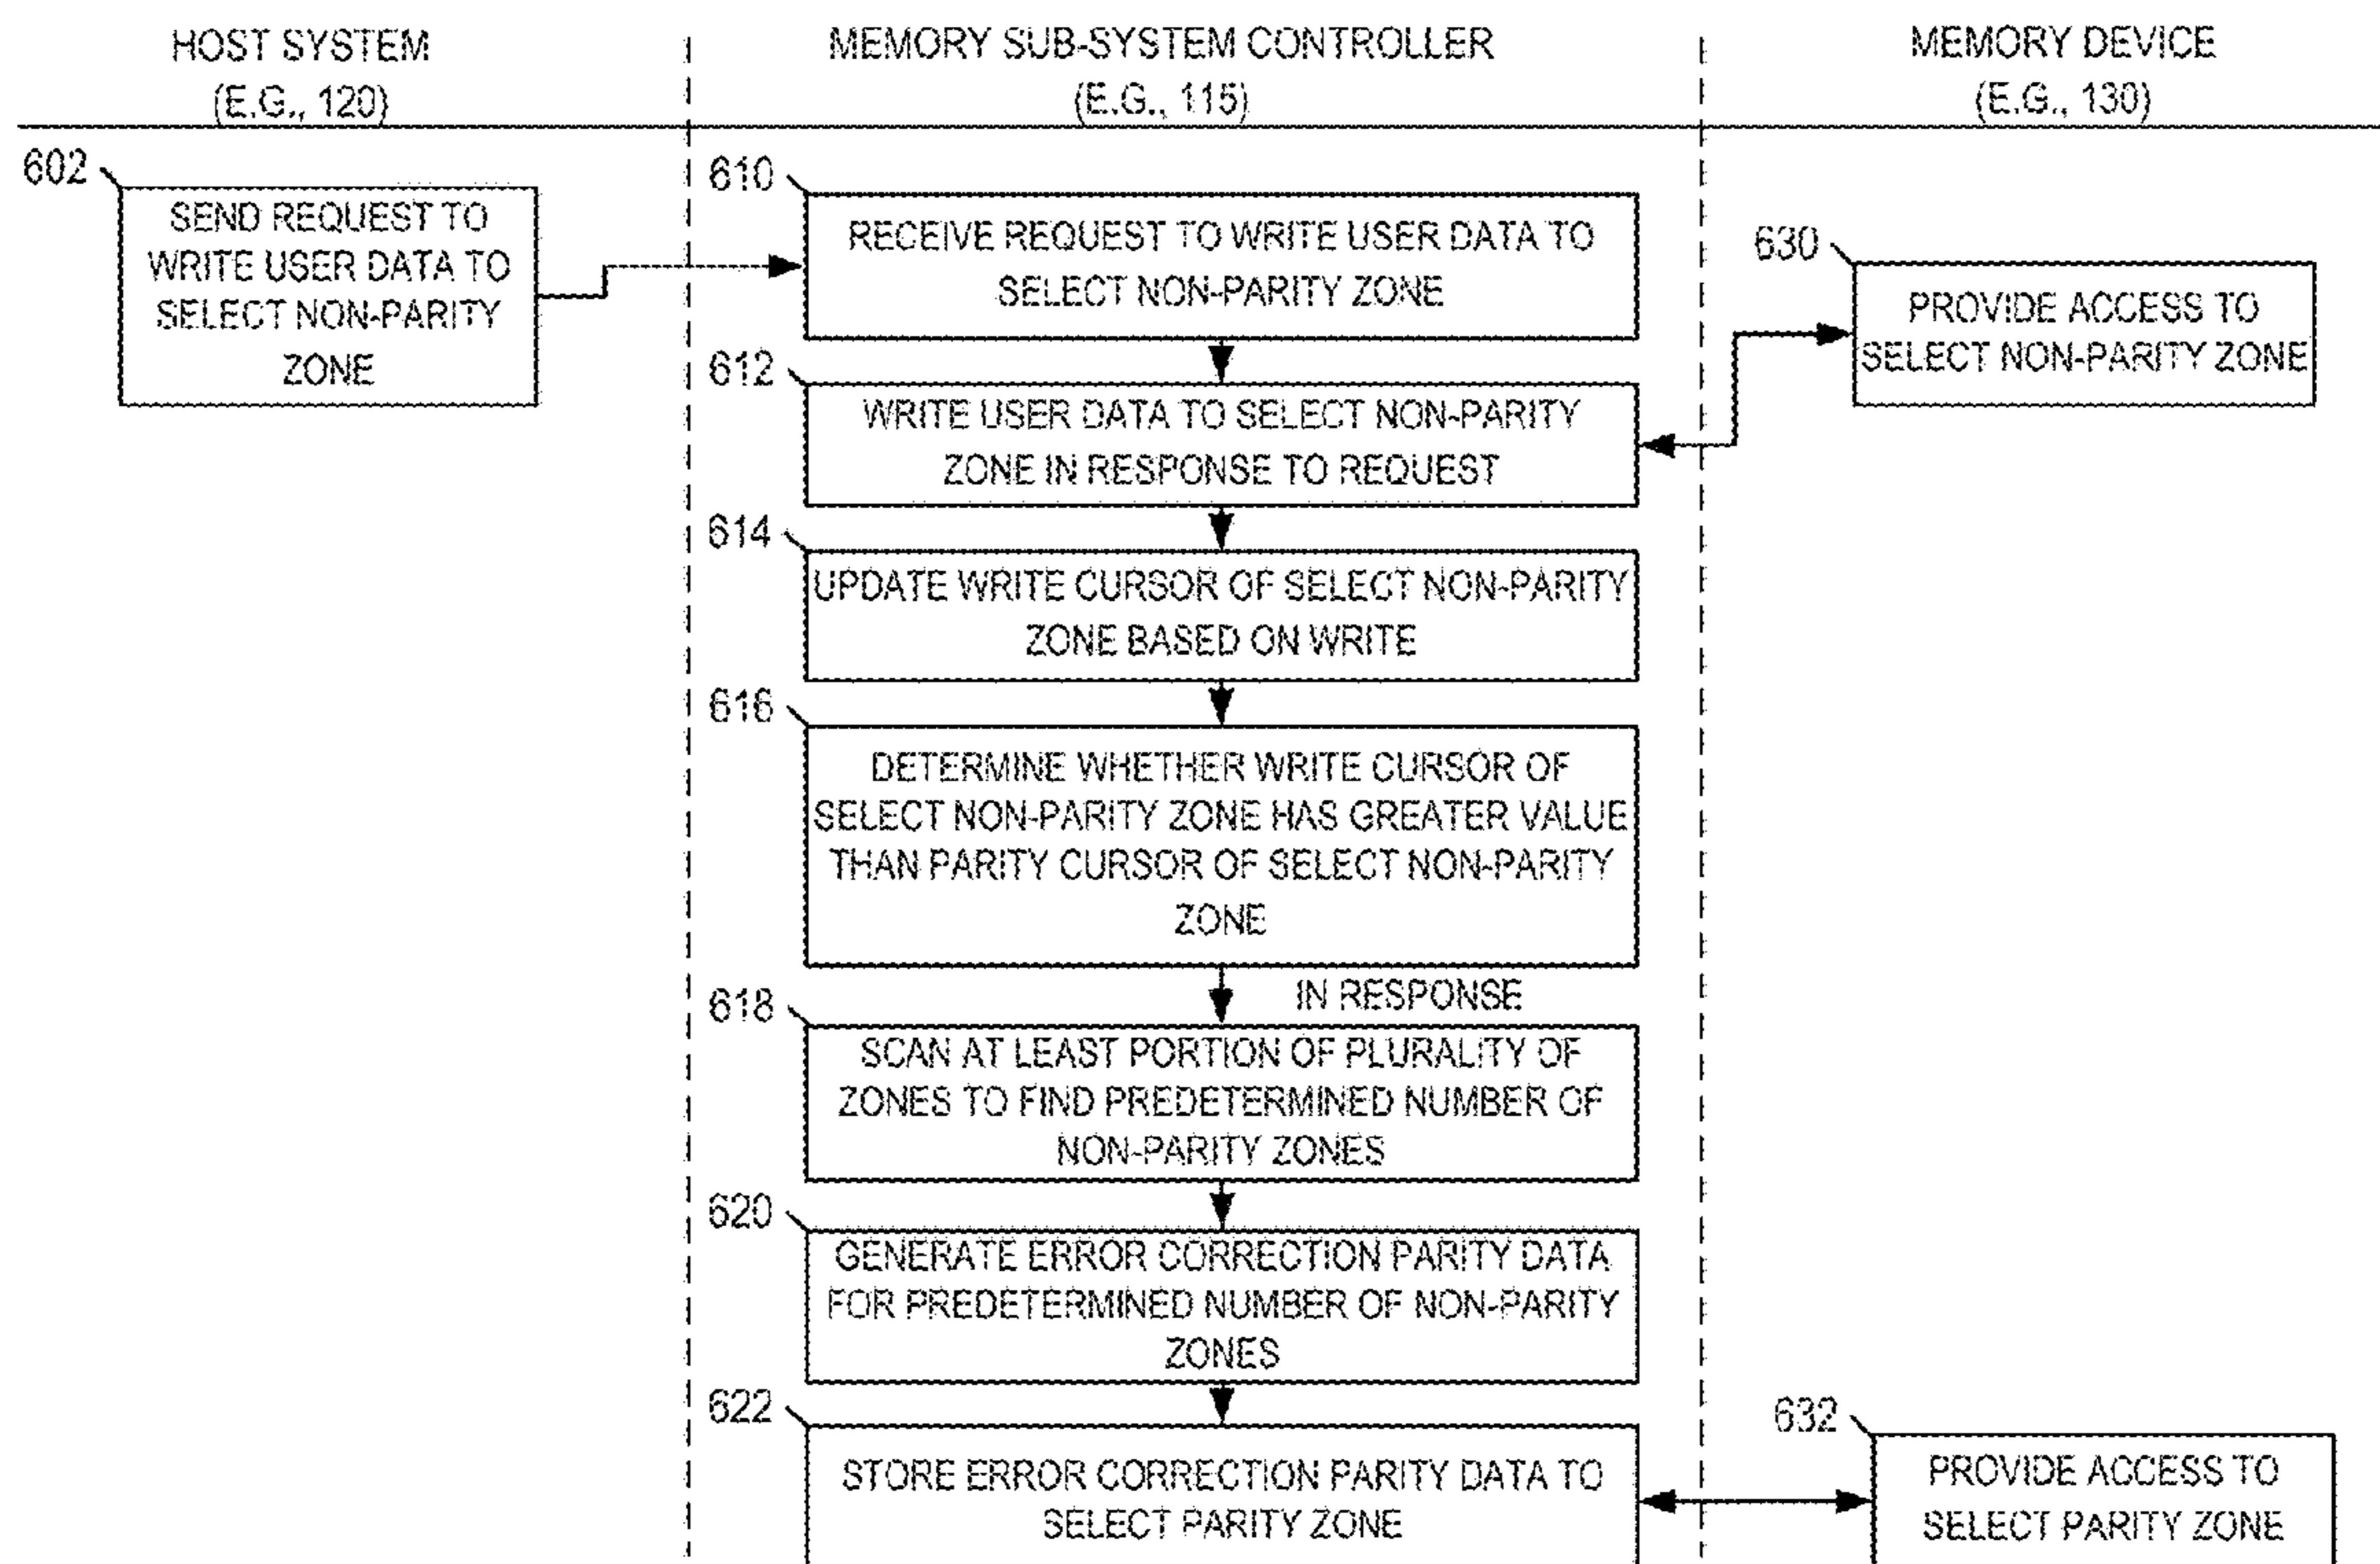 HOST SYSTEM
(E.G., 120)
MEMORY SUB-SYSTEM CONTROLLER
(E.G., 115)
MEMORY DEVICE
(E.G., 130)
602
SEND REQUEST TO
WRITE USER DATA TO
SELECT NON-PARITY
ZONE
610
RECEIVE REQUEST TO WRITE USER DATA TO
SELECT NON-PARITY ZONE
630
PROVIDE ACCESS TO
SELECT NON-PARITY ZONE
612
WRITE USER DATA TO SELECT NON-PARITY
ZONE IN RESPONSE TO REQUEST
614
UPDATE WRITE CURSOR OF SELECT NON-PARITY
ZONE BASED ON WRITE
616
DETERMINE WHETHER WRITE CURSOR OF
SELECT NON-PARITY ZONE HAS GREATER VALUE
THAN PARITY CURSOR OF SELECT NON-PARITY
ZONE
IN RESPONSE
618
SCAN AT LEAST PORTION OF PLURALITY OF
ZONES TO FIND PREDETERMINED NUMBER OF
NON-PARITY ZONES
620
GENERATE ERROR CORRECTION PARITY DATA
FOR PREDETERMINED NUMBER OF NON-PARITY
ZONES
622
STORE ERROR CORRECTION PARITY DATA TO
SELECT PARITY ZONE
632
PROVIDE ACCESS TO
SELECT PARITY ZONE